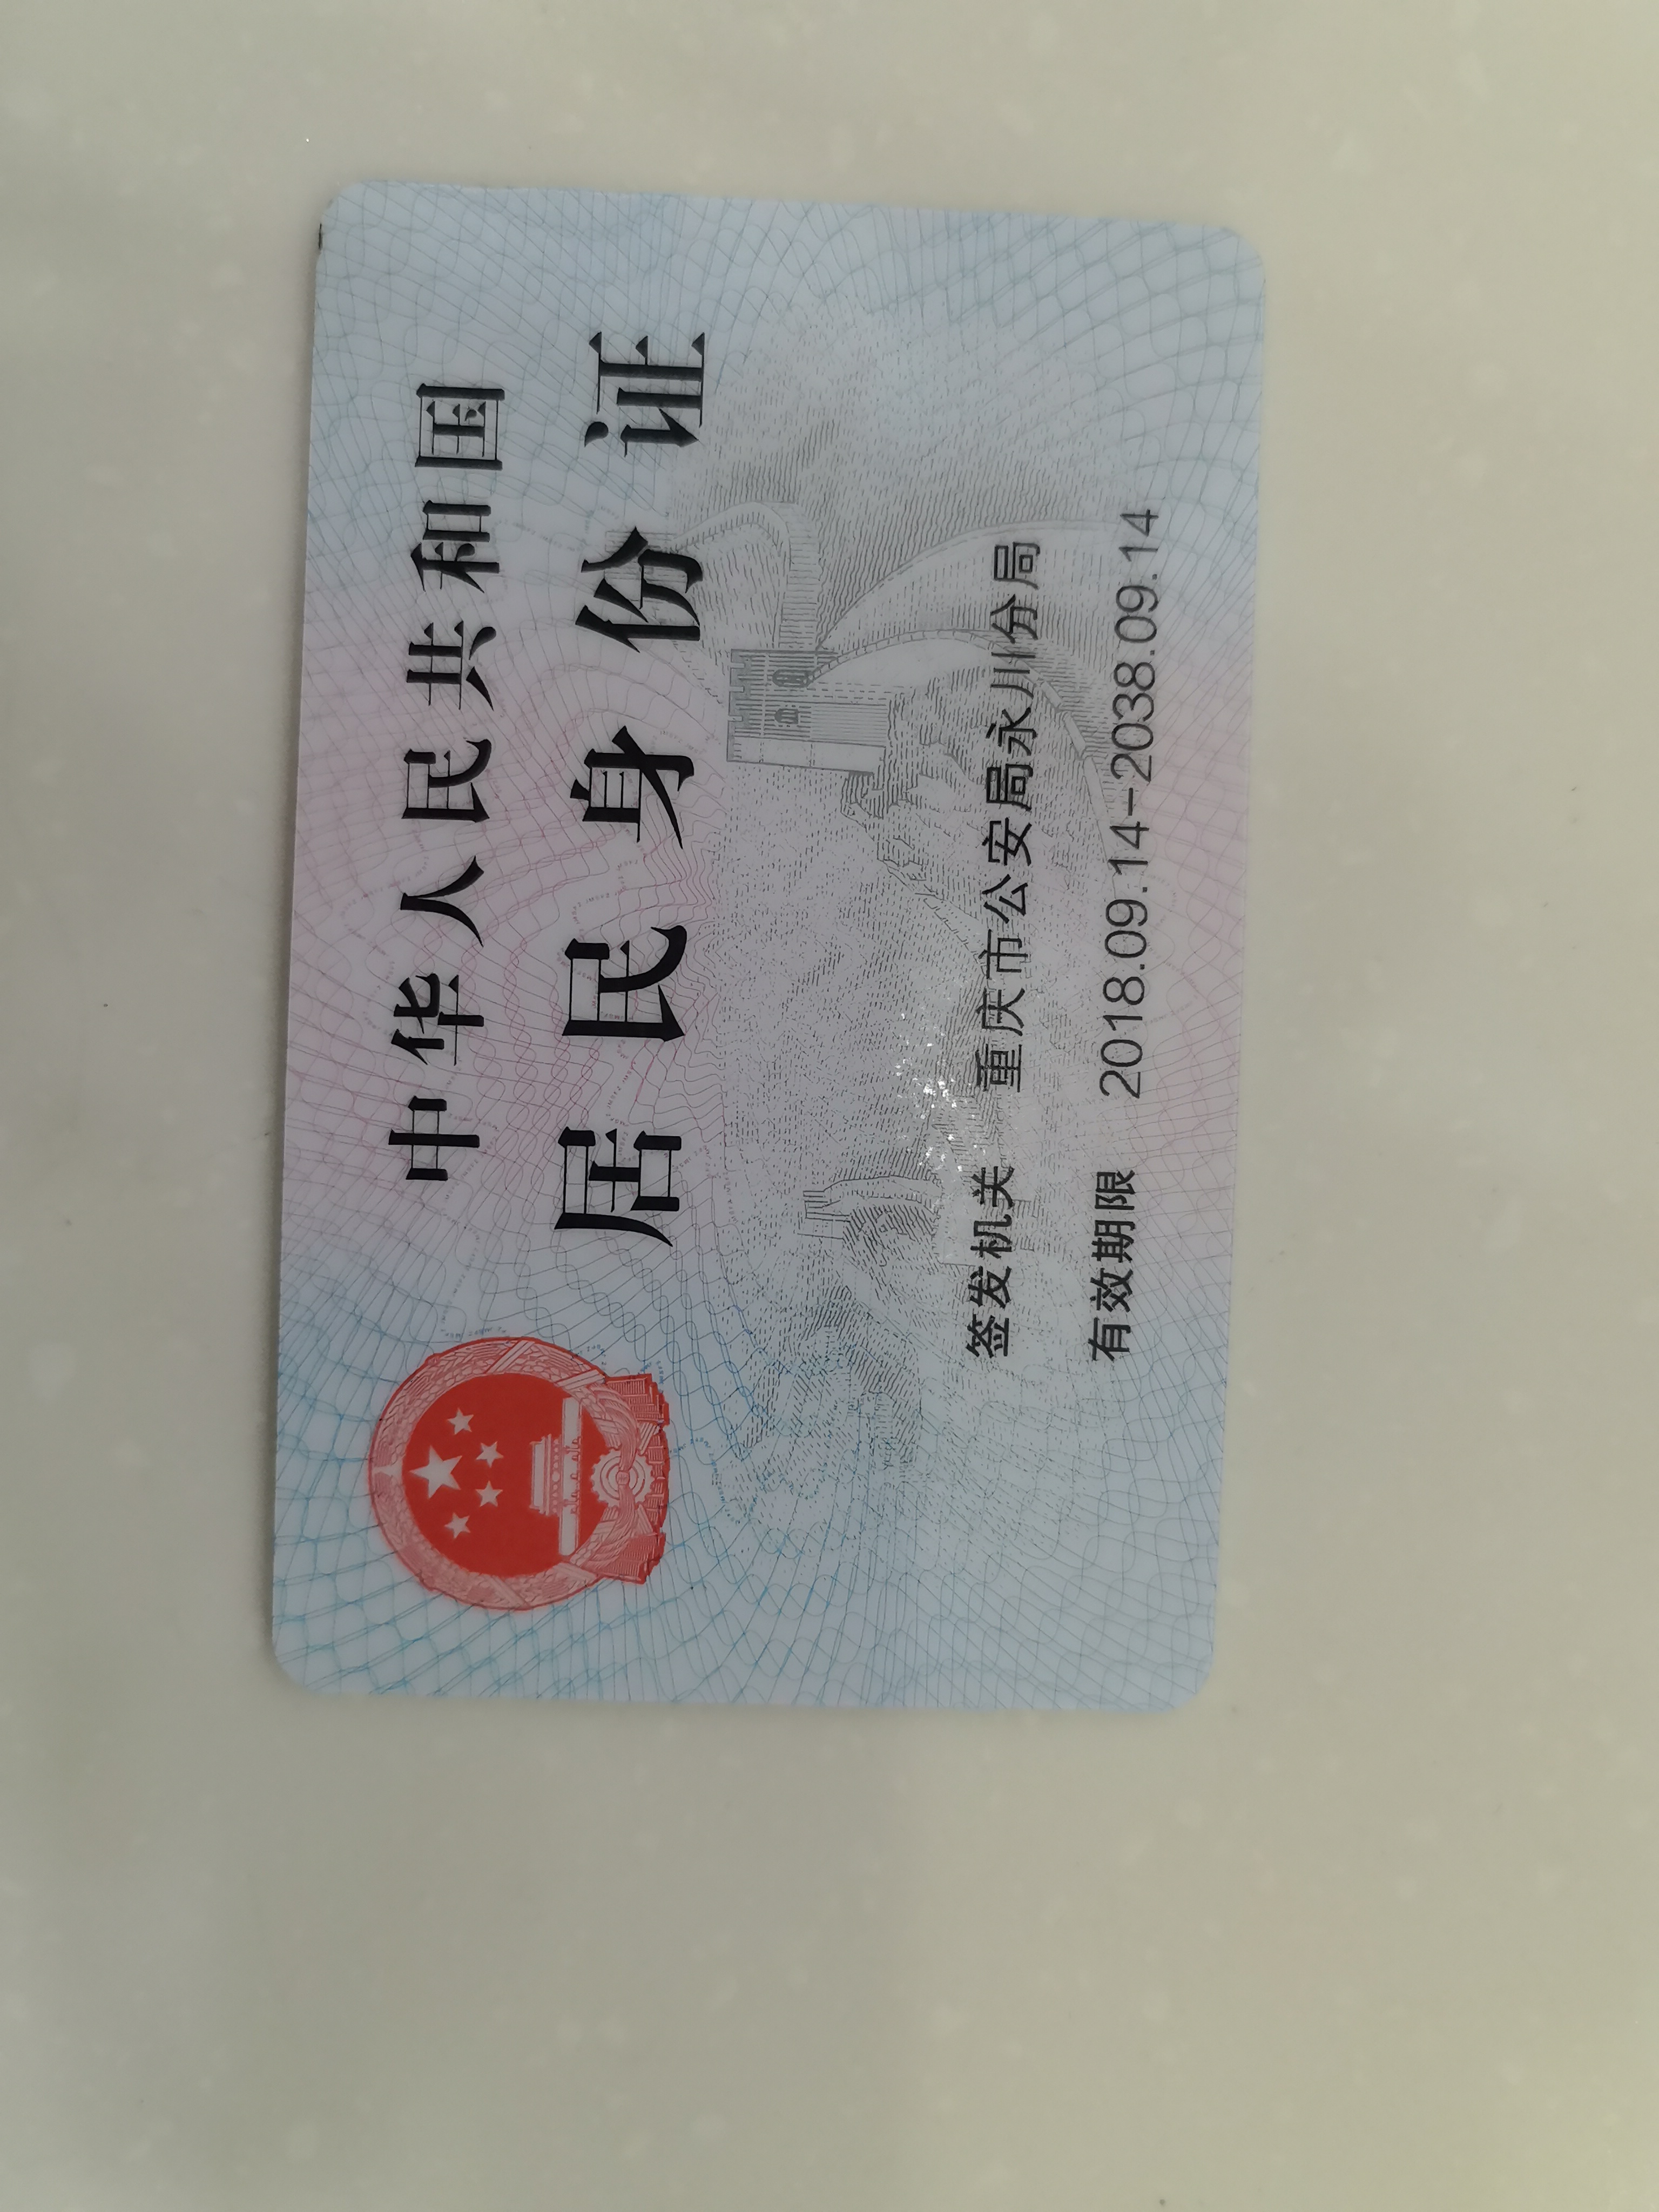 中华人民共和国
居民身份证
签发机关 重庆市公安局永川分局
有效期限 2018.09.14-2038.09.14